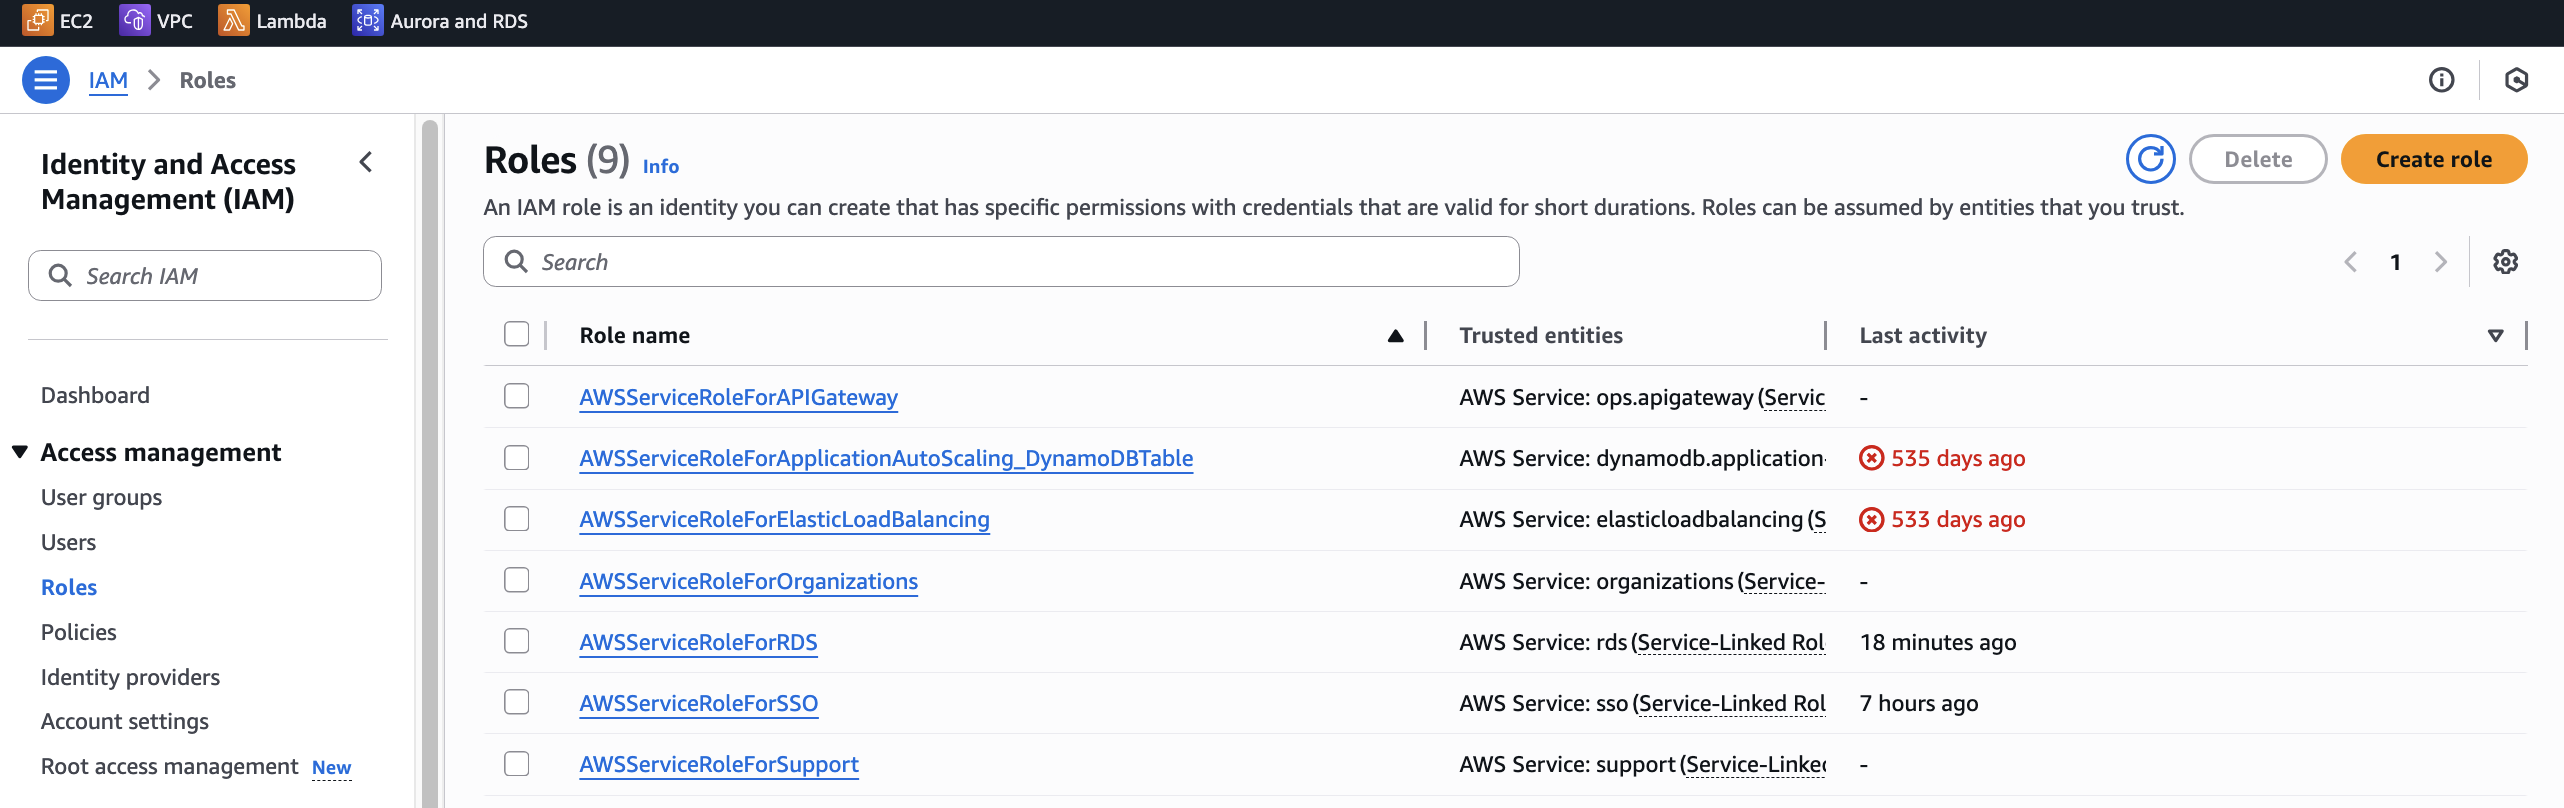 EC2 VPC Lambda Aurora and RDS
IAM > Roles
Identity and Access
Management (IAM)
Search IAM
Dashboard
Access management
User groups
Users
Roles
Policies
Identity providers
Account settings
Root access management New
Roles (9) Info
Delete
Create role
An IAM role is an identity you can create that has specific permissions with credentials that are valid for short durations. Roles can be assumed by entities that you trust.
Search
1
Role name Trusted entities Last activity
AWSServiceRoleForAPIGateway AWS Service: ops.apigateway (Servic -
AWSServiceRoleForApplicationAutoScaling_DynamoDBTable AWS Service: dynamodb.application- 535 days ago
AWSServiceRoleForElasticLoadBalancing AWS Service: elasticloadbalancing (S 533 days ago
AWSServiceRoleForOrganizations AWS Service: organizations (Service- -
AWSServiceRoleForRDS AWS Service: rds (Service-Linked Rol 18 minutes ago
AWSServiceRoleForSSO AWS Service: sso (Service-Linked Rol 7 hours ago
AWSServiceRoleForSupport AWS Service: support (Service-Linked -